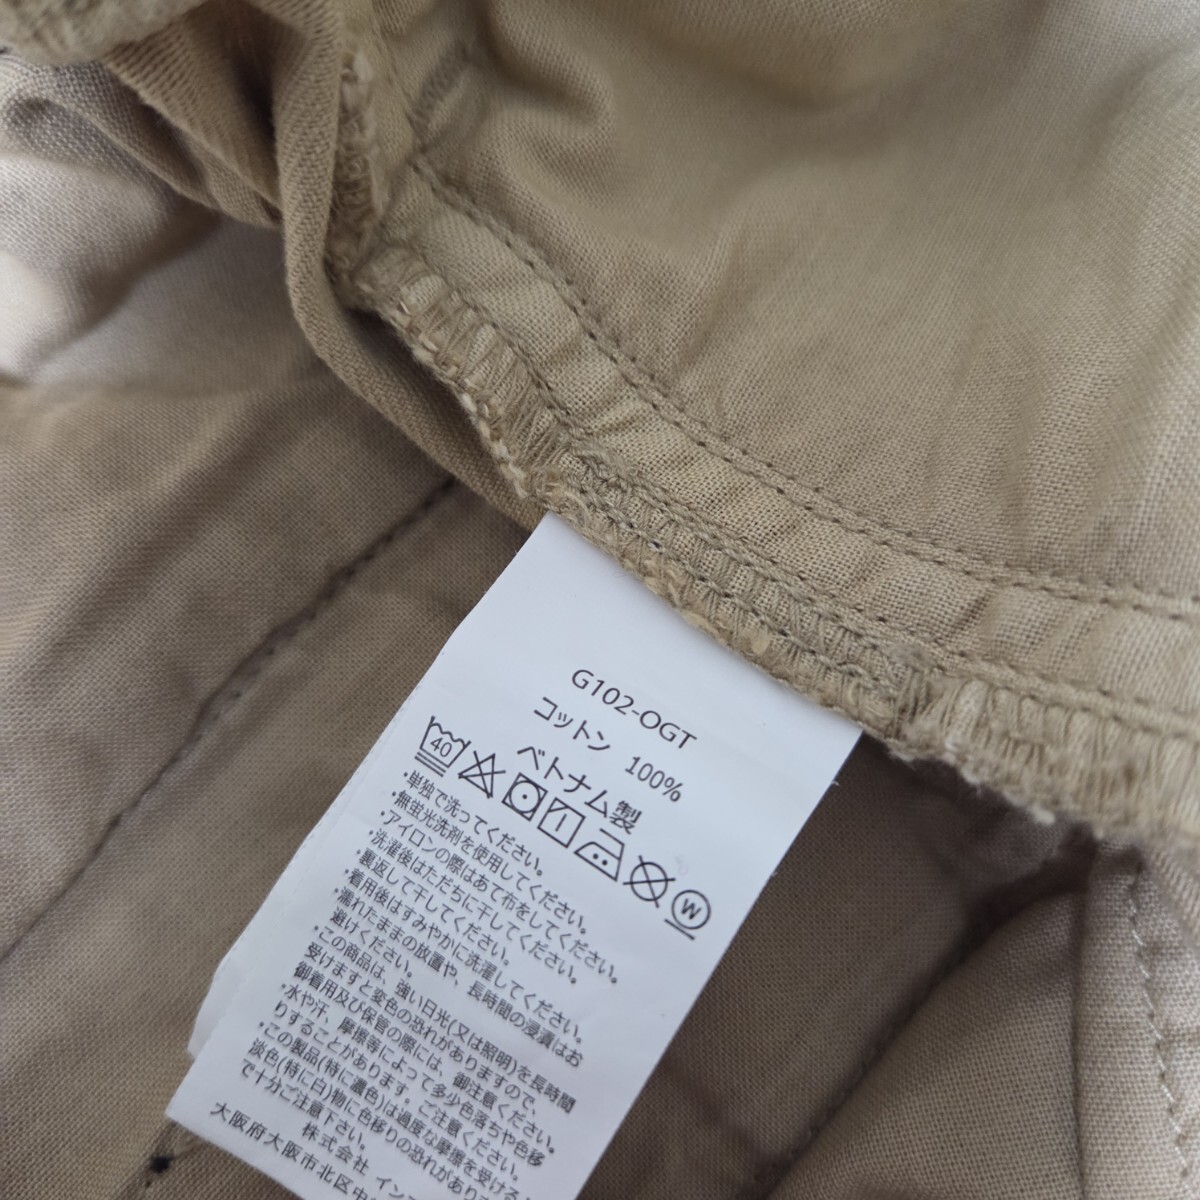 G102-OGT
コットン 100%
ベトナム製
40 W
・単独で洗ってください。
・無蛍光洗剤を使用してください。
・アイロンの際はあて布をしてください。
・洗濯後はただちに干してください。
・裏返して干してください。
・着用後はすみやかに洗濯してください。
・濡れたままの放置や、長時間の浸漬はお
避けください。
・この商品は、強い日光(又は照明)を長時間
受けますと変色の恐れがありますので、
御着用及び保管の際には、御注意ください。
・水や汗、摩擦等によって多少色落ちや色移
りすることがあります。ご注意ください。
・この製品(特に濃色)は過度な摩擦を受けると
淡色(特に白)物に色移りの恐れがあります
で十分ご注意下さい。
株式会社 イン
大阪府大阪市北区中